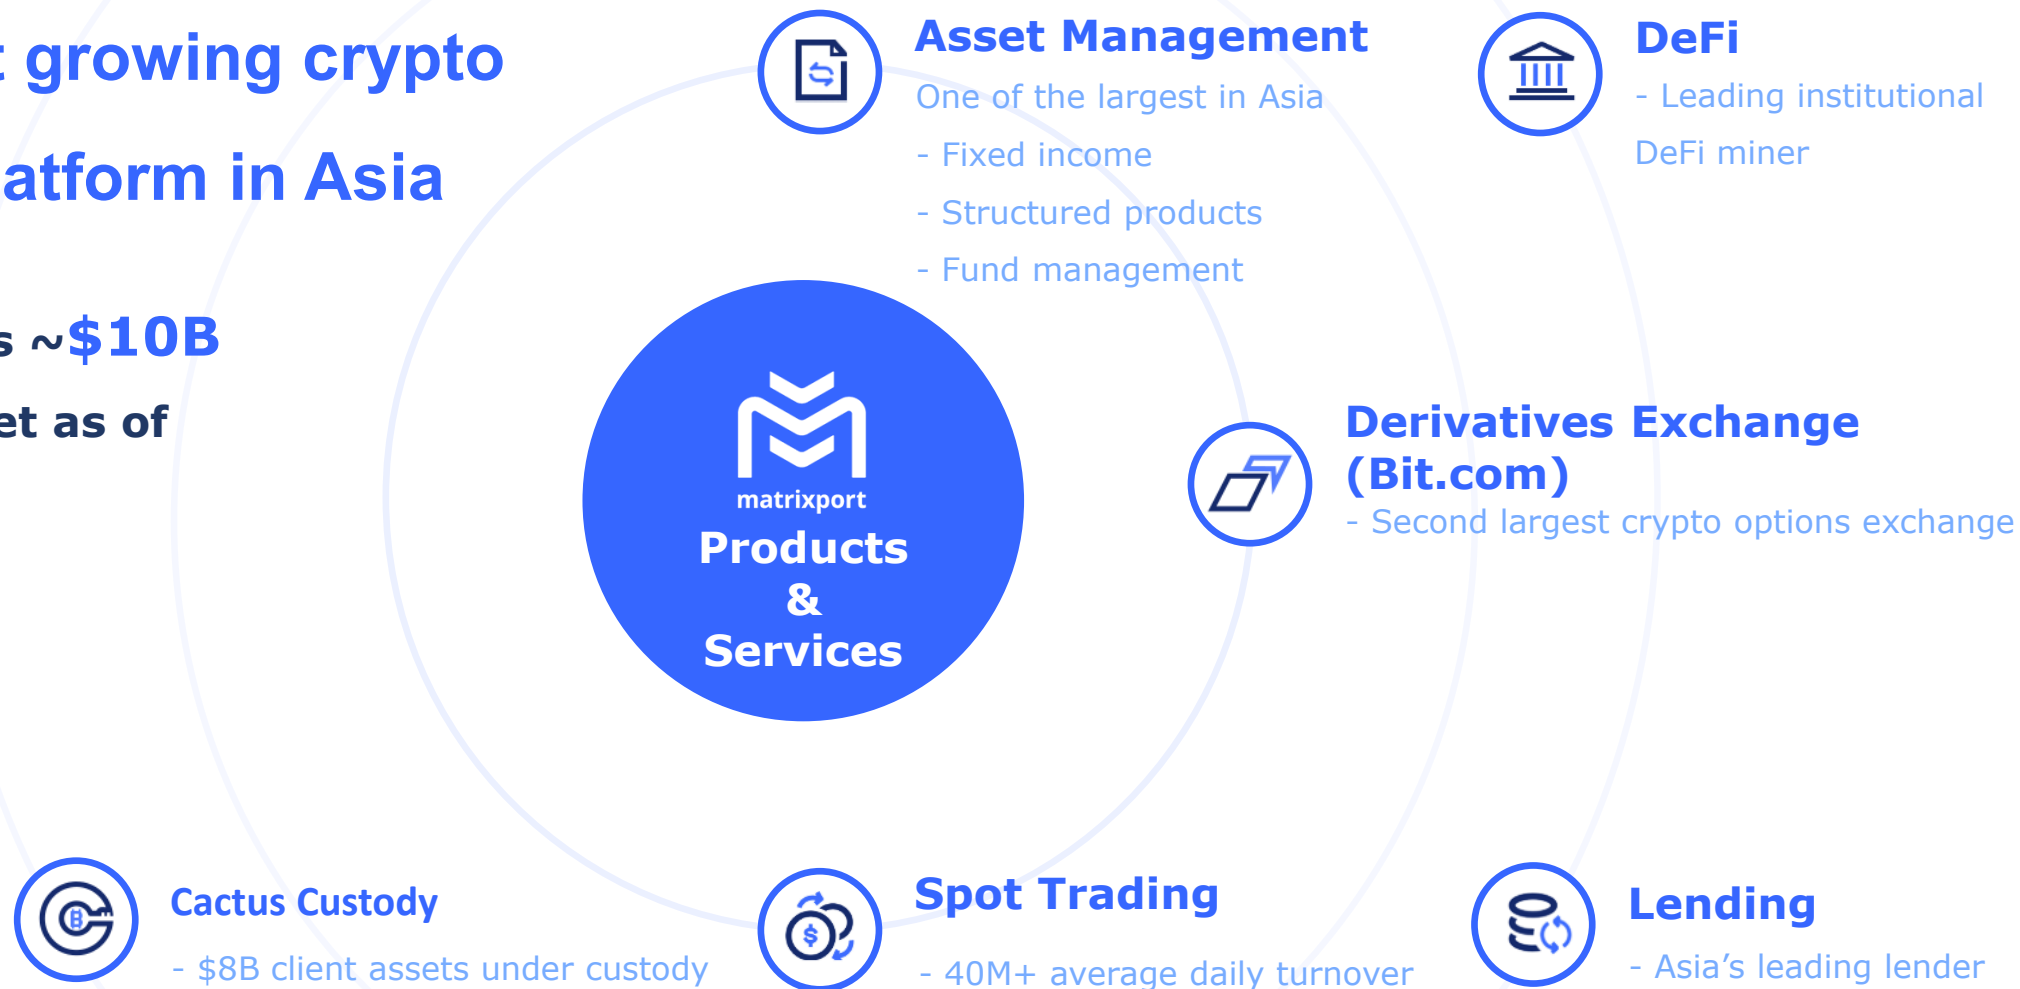 growing crypto
atform in Asia
~$10B
et as of
Asset Management
One of the largest in Asia
- Fixed income
- Structured products
- Fund management
DeFi
- Leading institutional
DeFi miner
matrixport
Products
&
Services
Derivatives Exchange
(Bit.com)
- Second largest crypto options exchange
Cactus Custody
- $8B client assets under custody
Spot Trading
- 40M+ average daily turnover
Lending
- Asia’s leading lender